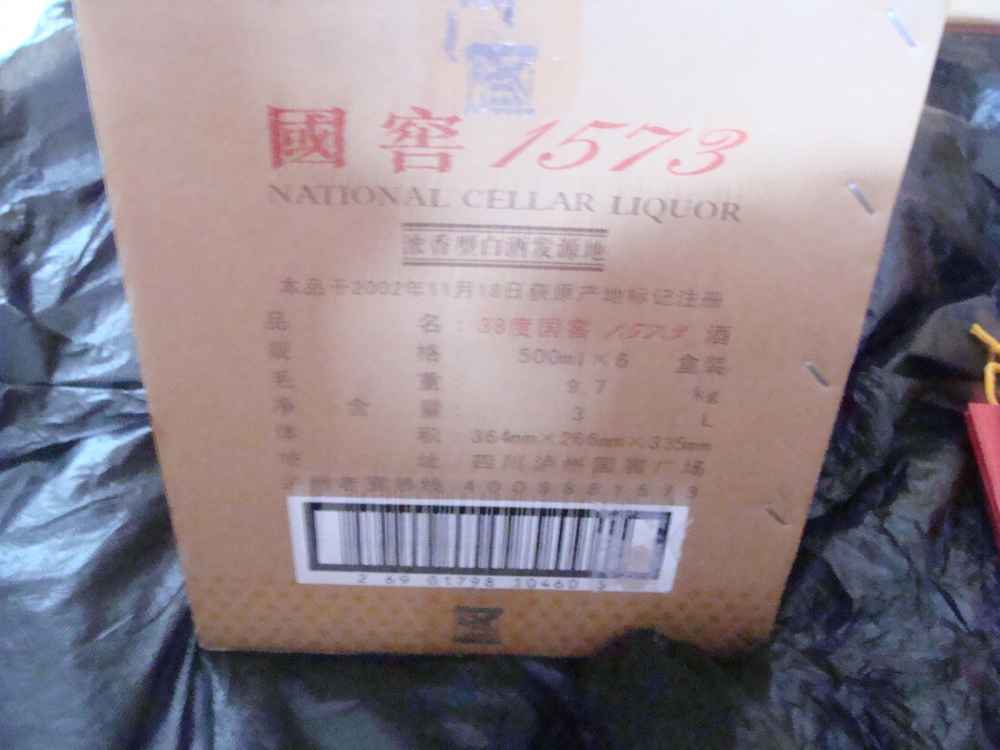 國窖 1573
NATIONAL CELLAR LIQUOR
浓香型白酒发源地
本品于2002年11月18日获原产地标记注册
品 名：38度国窖 1573 酒
规 格 500ml×6 盒装
毛 重 9.7 kg
净 含 量 3 L
体 积 364mm×266mm×335mm
地 址 四川泸州国窖广场
2 69 01798 10460 3